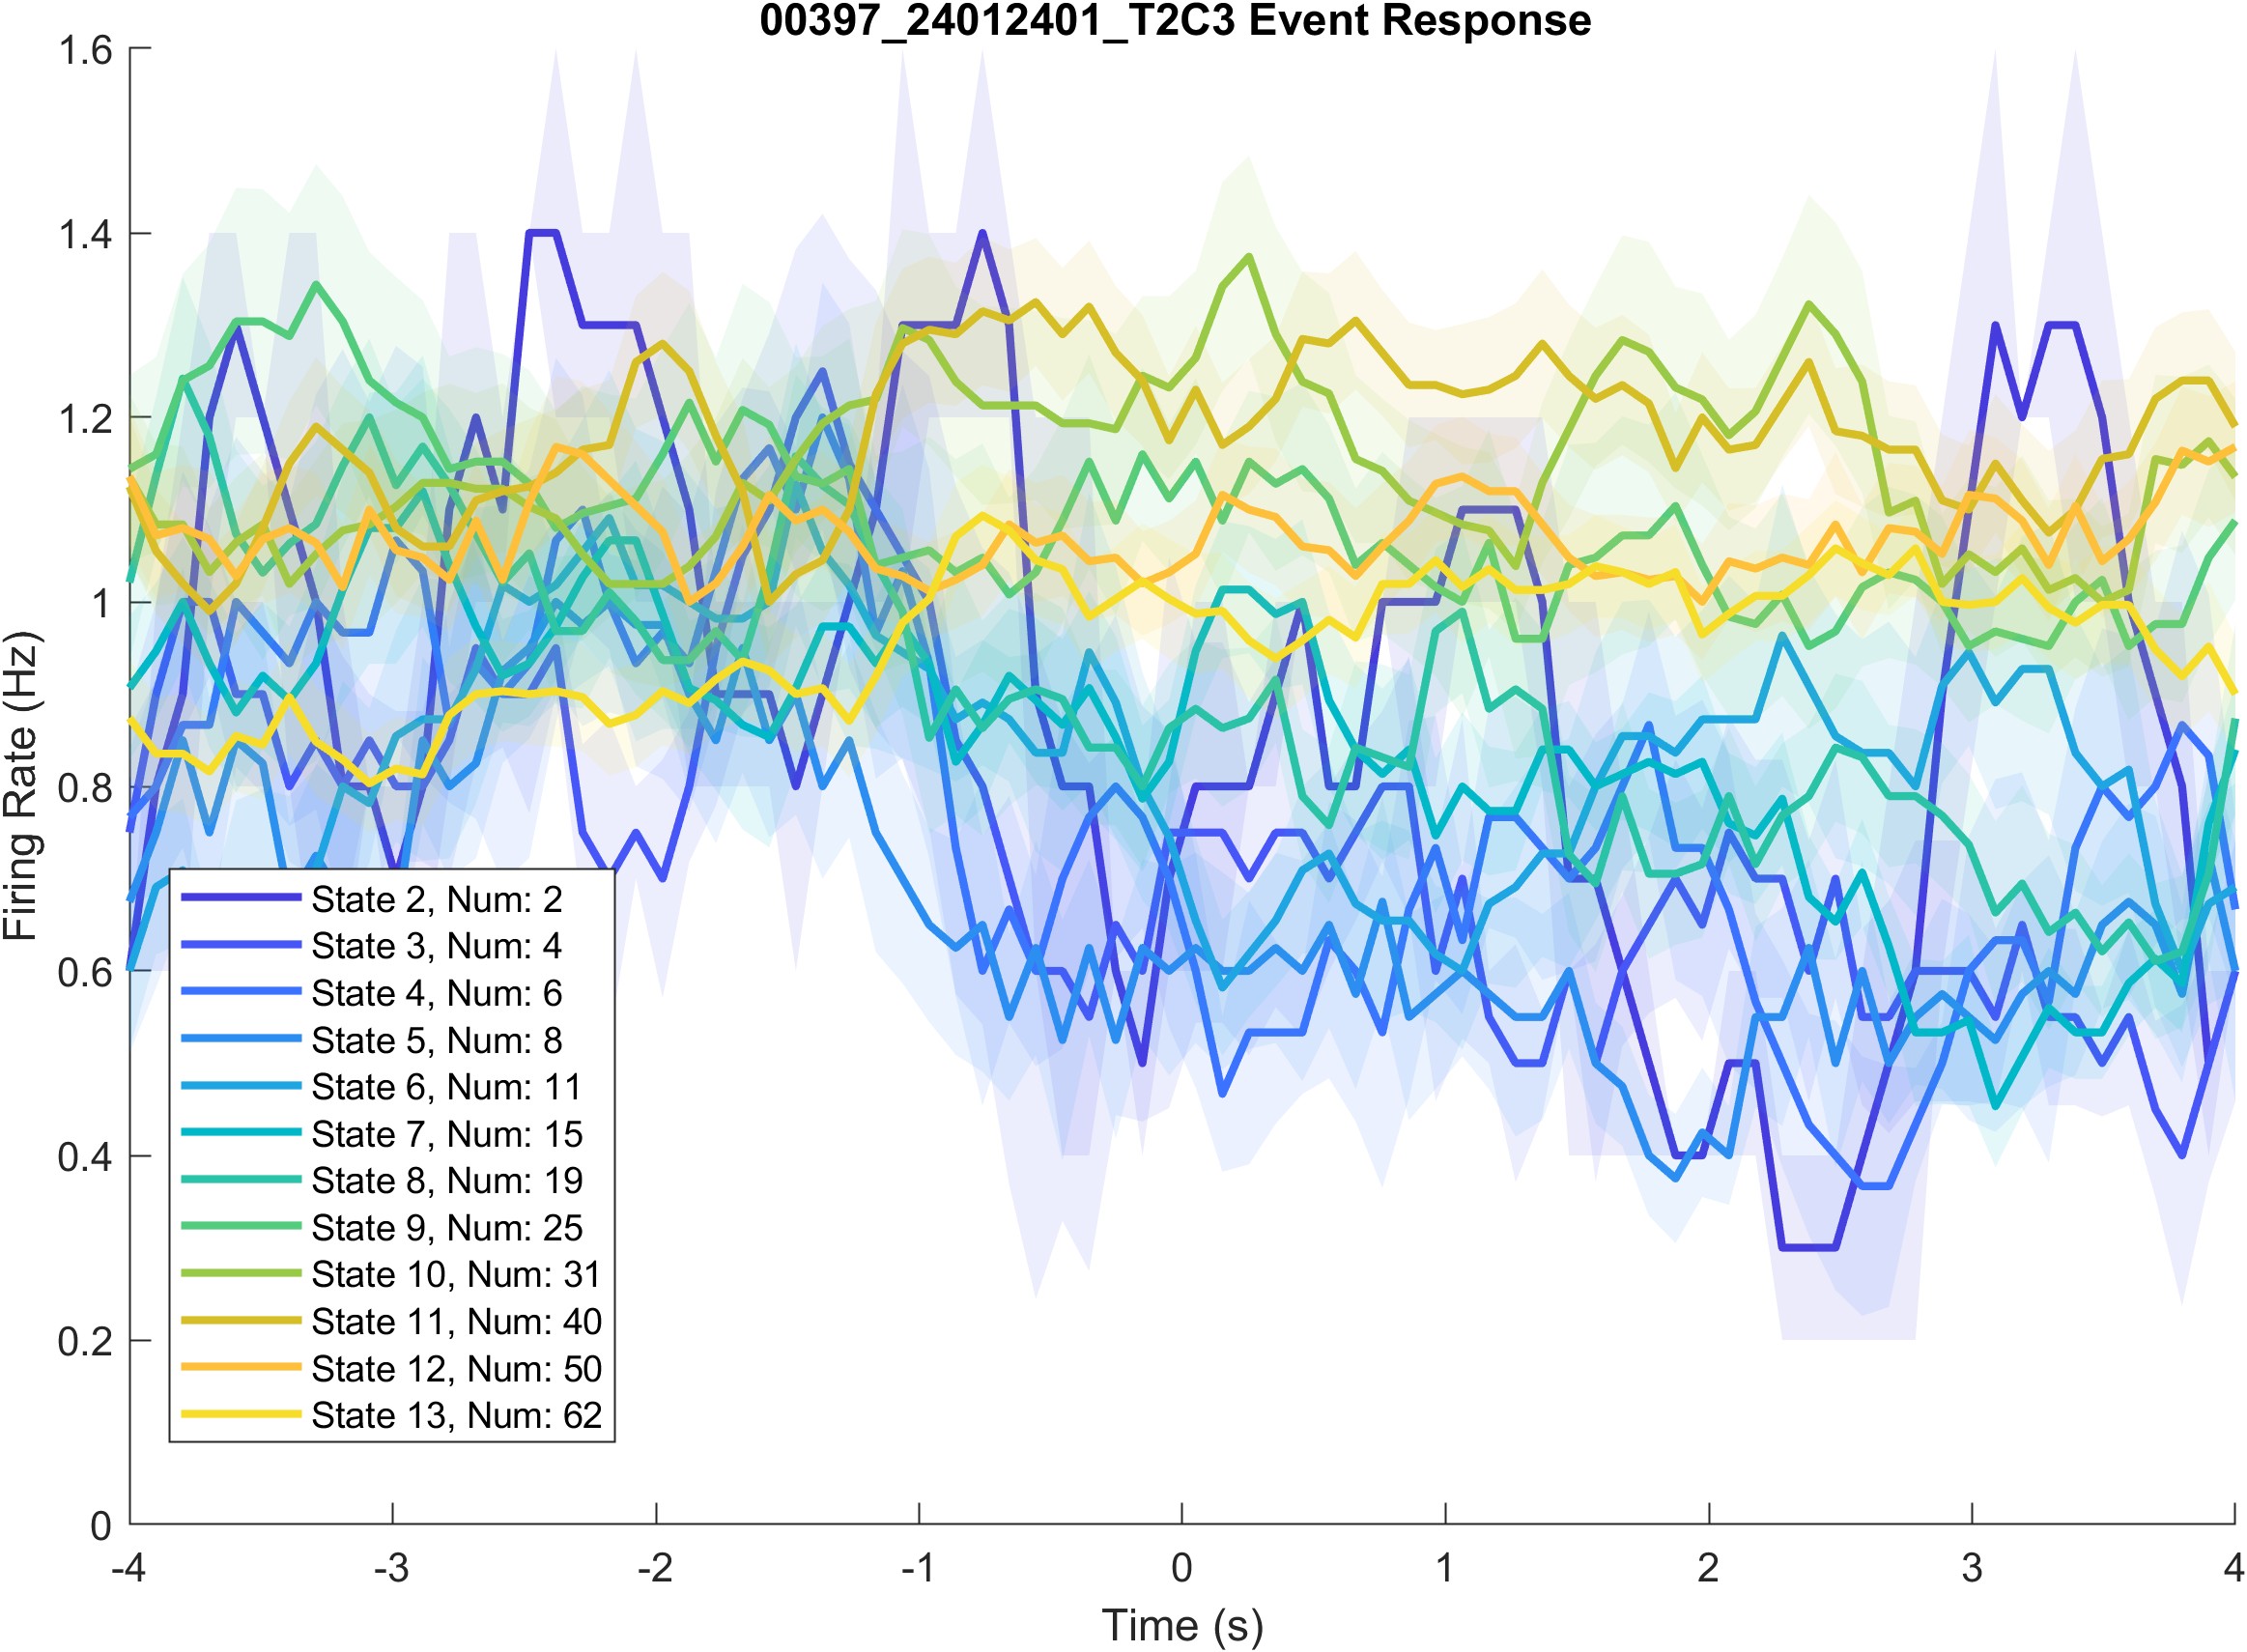 00397_24012401_T2C3 Event Response
1.6
1.4
1.2
1
0.8
0.6
0.4
0.2
0
Firing Rate (Hz)
State 2, Num: 2
State 3, Num: 4
State 4, Num: 6
State 5, Num: 8
State 6, Num: 11
State 7, Num: 15
State 8, Num: 19
State 9, Num: 25
State 10, Num: 31
State 11, Num: 40
State 12, Num: 50
State 13, Num: 62
-4 -3 -2 -1 0 1 2 3 4
Time (s)